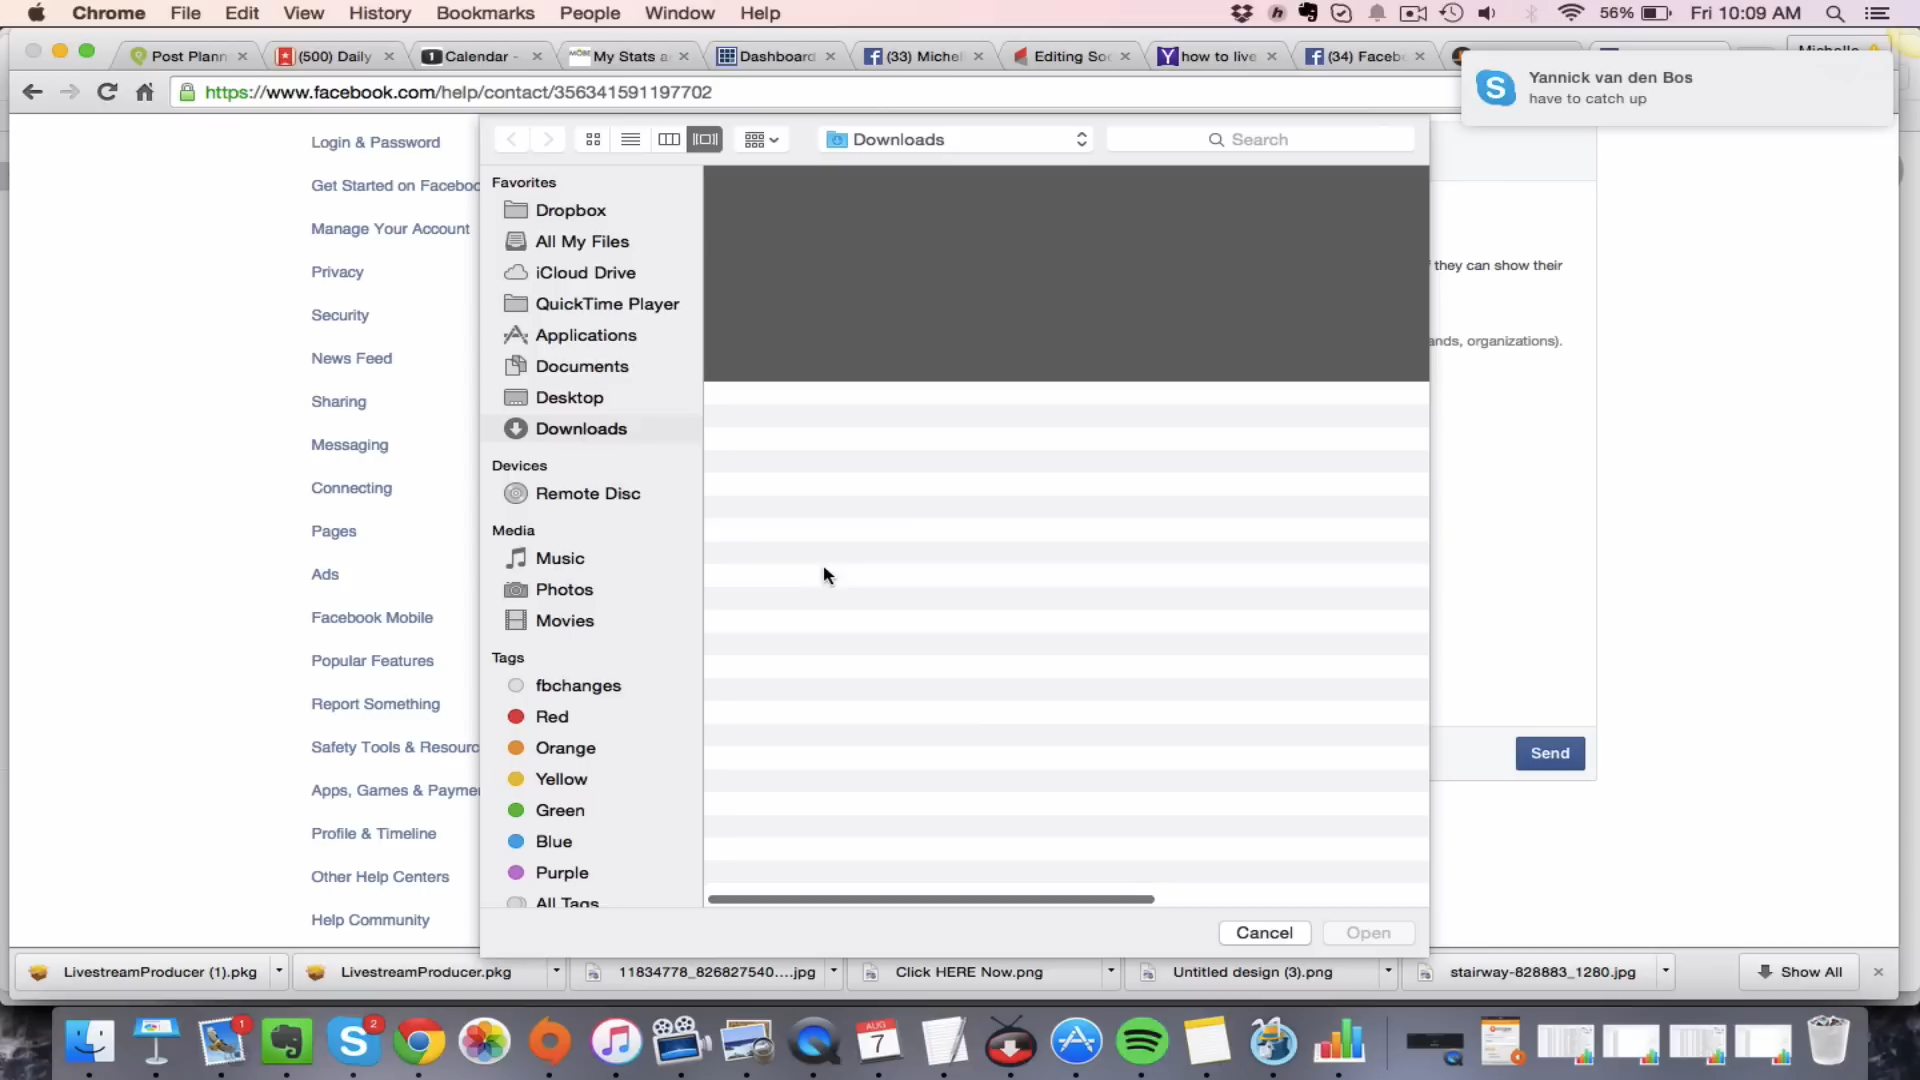 Chrome File Edit View History Bookmarks People Window Help 56% Fri 10:09 AM
Post Plann (500) Daily Calendar - My Stats a Dashboard (33) Michel Editing Soc how to live (34) Faceb
https://www.facebook.com/help/contact/356341591197702
Yannick van den Bos
have to catch up
Login & Password
Get Started on Faceboo
Manage Your Account
Privacy
Security
News Feed
Sharing
Messaging
Connecting
Pages
Ads
Facebook Mobile
Popular Features
Report Something
Safety Tools & Resourc
Apps, Games & Payme
Profile & Timeline
Other Help Centers
Help Community
Downloads
Search
Favorites
Dropbox
All My Files
iCloud Drive
QuickTime Player
Applications
Documents
Desktop
Downloads
Devices
Remote Disc
Media
Music
Photos
Movies
Tags
fbchanges
Red
Orange
Yellow
Green
Blue
Purple
All Tags
they can show their
ands, organizations).
Send
Cancel Open
LivestreamProducer (1).pkg LivestreamProducer.pkg 11834778_826827540....jpg Click HERE Now.png Untitled design (3).png stairway-828883_1280.jpg Show All
1
2
AUG
7